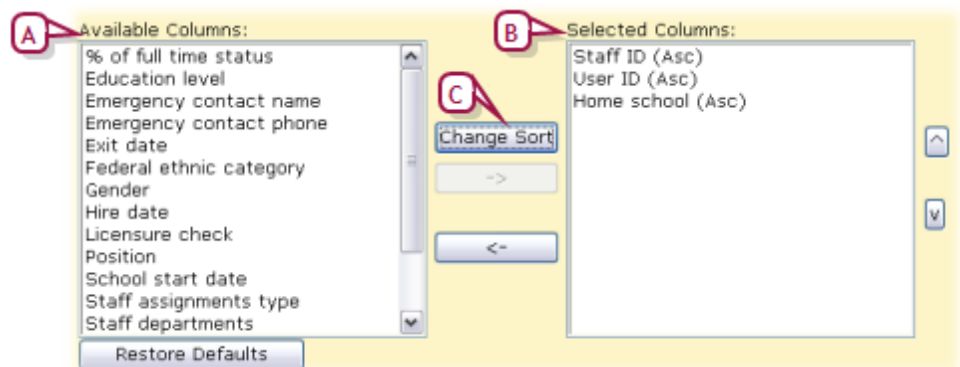 A
Available Columns:
% of full time status
Education level
Emergency contact name
Emergency contact phone
Exit date
Federal ethnic category
Gender
Hire date
Licensure check
Position
School start date
Staff assignments type
Staff departments
Restore Defaults
C
Change Sort
->
<-
B
Selected Columns:
Staff ID (Asc)
User ID (Asc)
Home school (Asc)
^
v